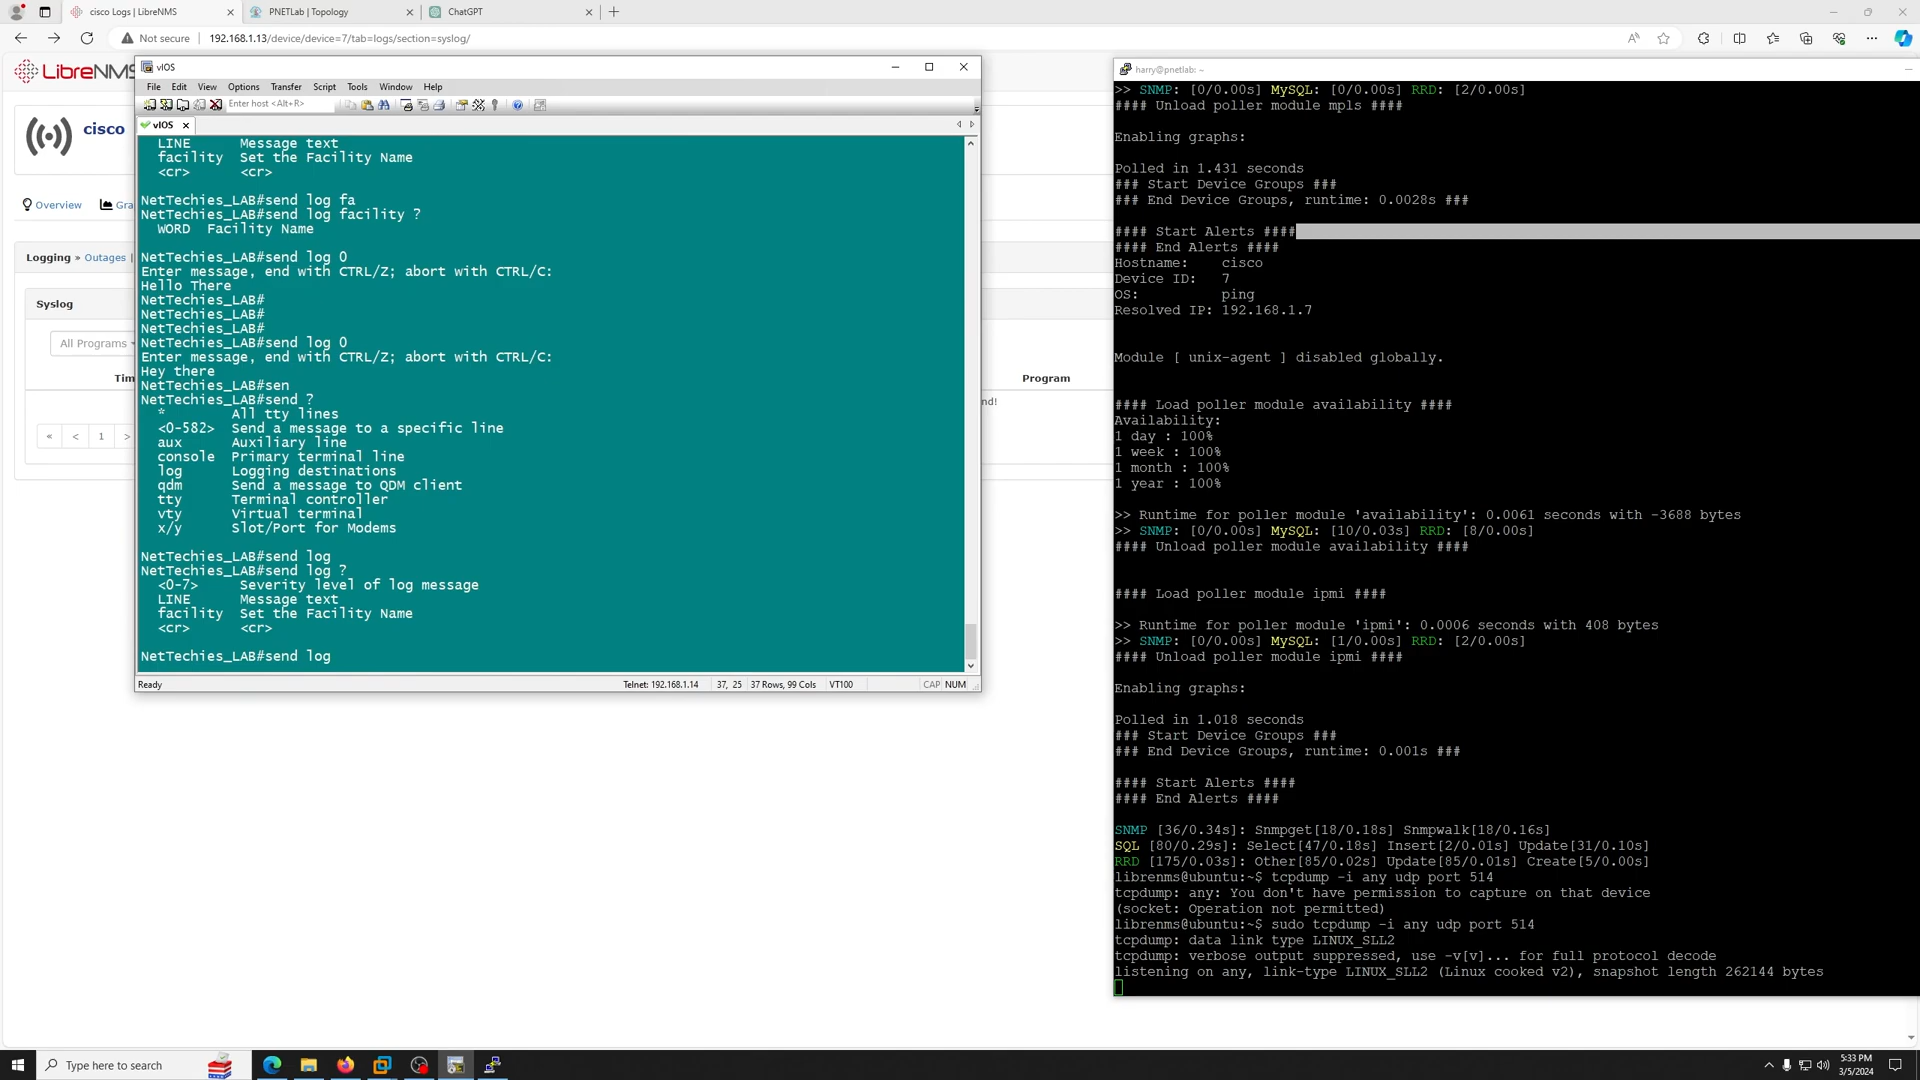 cisco Logs | LibreNMS
PNETLab | Topology
ChatGPT
Not secure
192.168.1.13/device/device=7/tab=logs/section=syslog/
LibreNMS
cisco
Overview
Gra
Logging » Outages |
Syslog
All Programs
Tim
Program
nd!
« < 1 >
vIOS
File Edit View Options Transfer Script Tools Window Help
Enter host <Alt+R>
vIOS
LINE Message text
facility Set the Facility Name
<cr> <cr>
NetTechies_LAB#send log fa
NetTechies_LAB#send log facility ?
WORD Facility Name
NetTechies_LAB#send log 0
Enter message, end with CTRL/Z; abort with CTRL/C:
Hello There
NetTechies_LAB#
NetTechies_LAB#
NetTechies_LAB#
NetTechies_LAB#send log 0
Enter message, end with CTRL/Z; abort with CTRL/C:
Hey there
NetTechies_LAB#sen
NetTechies_LAB#send ?
* All tty lines
<0-582> Send a message to a specific line
aux Auxiliary line
console Primary terminal line
log Logging destinations
qdm Send a message to QDM client
tty Terminal controller
vty Virtual terminal
x/y Slot/Port for Modems
NetTechies_LAB#send log
NetTechies_LAB#send log ?
<0-7> Severity level of log message
LINE Message text
facility Set the Facility Name
<cr> <cr>
NetTechies_LAB#send log
Ready
Telnet: 192.168.1.14 37, 25 37 Rows, 99 Cols VT100 CAP NUM
harry@pnetlab: ~
>> SNMP: [0/0.00s] MySQL: [0/0.00s] RRD: [2/0.00s]
#### Unload poller module mpls ####
Enabling graphs:
Polled in 1.431 seconds
### Start Device Groups ###
### End Device Groups, runtime: 0.0028s ###
#### Start Alerts ####
#### End Alerts ####
Hostname: cisco
Device ID: 7
OS: ping
Resolved IP: 192.168.1.7
Module [ unix-agent ] disabled globally.
#### Load poller module availability ####
Availability:
1 day : 100%
1 week : 100%
1 month : 100%
1 year : 100%
>> Runtime for poller module 'availability': 0.0061 seconds with -3688 bytes
>> SNMP: [0/0.00s] MySQL: [10/0.03s] RRD: [8/0.00s]
#### Unload poller module availability ####
#### Load poller module ipmi ####
>> Runtime for poller module 'ipmi': 0.0006 seconds with 408 bytes
>> SNMP: [0/0.00s] MySQL: [1/0.00s] RRD: [2/0.00s]
#### Unload poller module ipmi ####
Enabling graphs:
Polled in 1.018 seconds
### Start Device Groups ###
### End Device Groups, runtime: 0.001s ###
#### Start Alerts ####
#### End Alerts ####
SNMP [36/0.34s]: Snmpget[18/0.18s] Snmpwalk[18/0.16s]
SQL [80/0.29s]: Select[47/0.18s] Insert[2/0.01s] Update[31/0.10s]
RRD [175/0.03s]: Other[85/0.02s] Update[85/0.01s] Create[5/0.00s]
librenms@ubuntu:~$ tcpdump -i any udp port 514
tcpdump: any: You don't have permission to capture on that device
(socket: Operation not permitted)
librenms@ubuntu:~$ sudo tcpdump -i any udp port 514
tcpdump: data link type LINUX_SLL2
tcpdump: verbose output suppressed, use -v[v]... for full protocol decode
listening on any, link-type LINUX_SLL2 (Linux cooked v2), snapshot length 262144 bytes
Type here to search
5:33 PM
3/5/2024